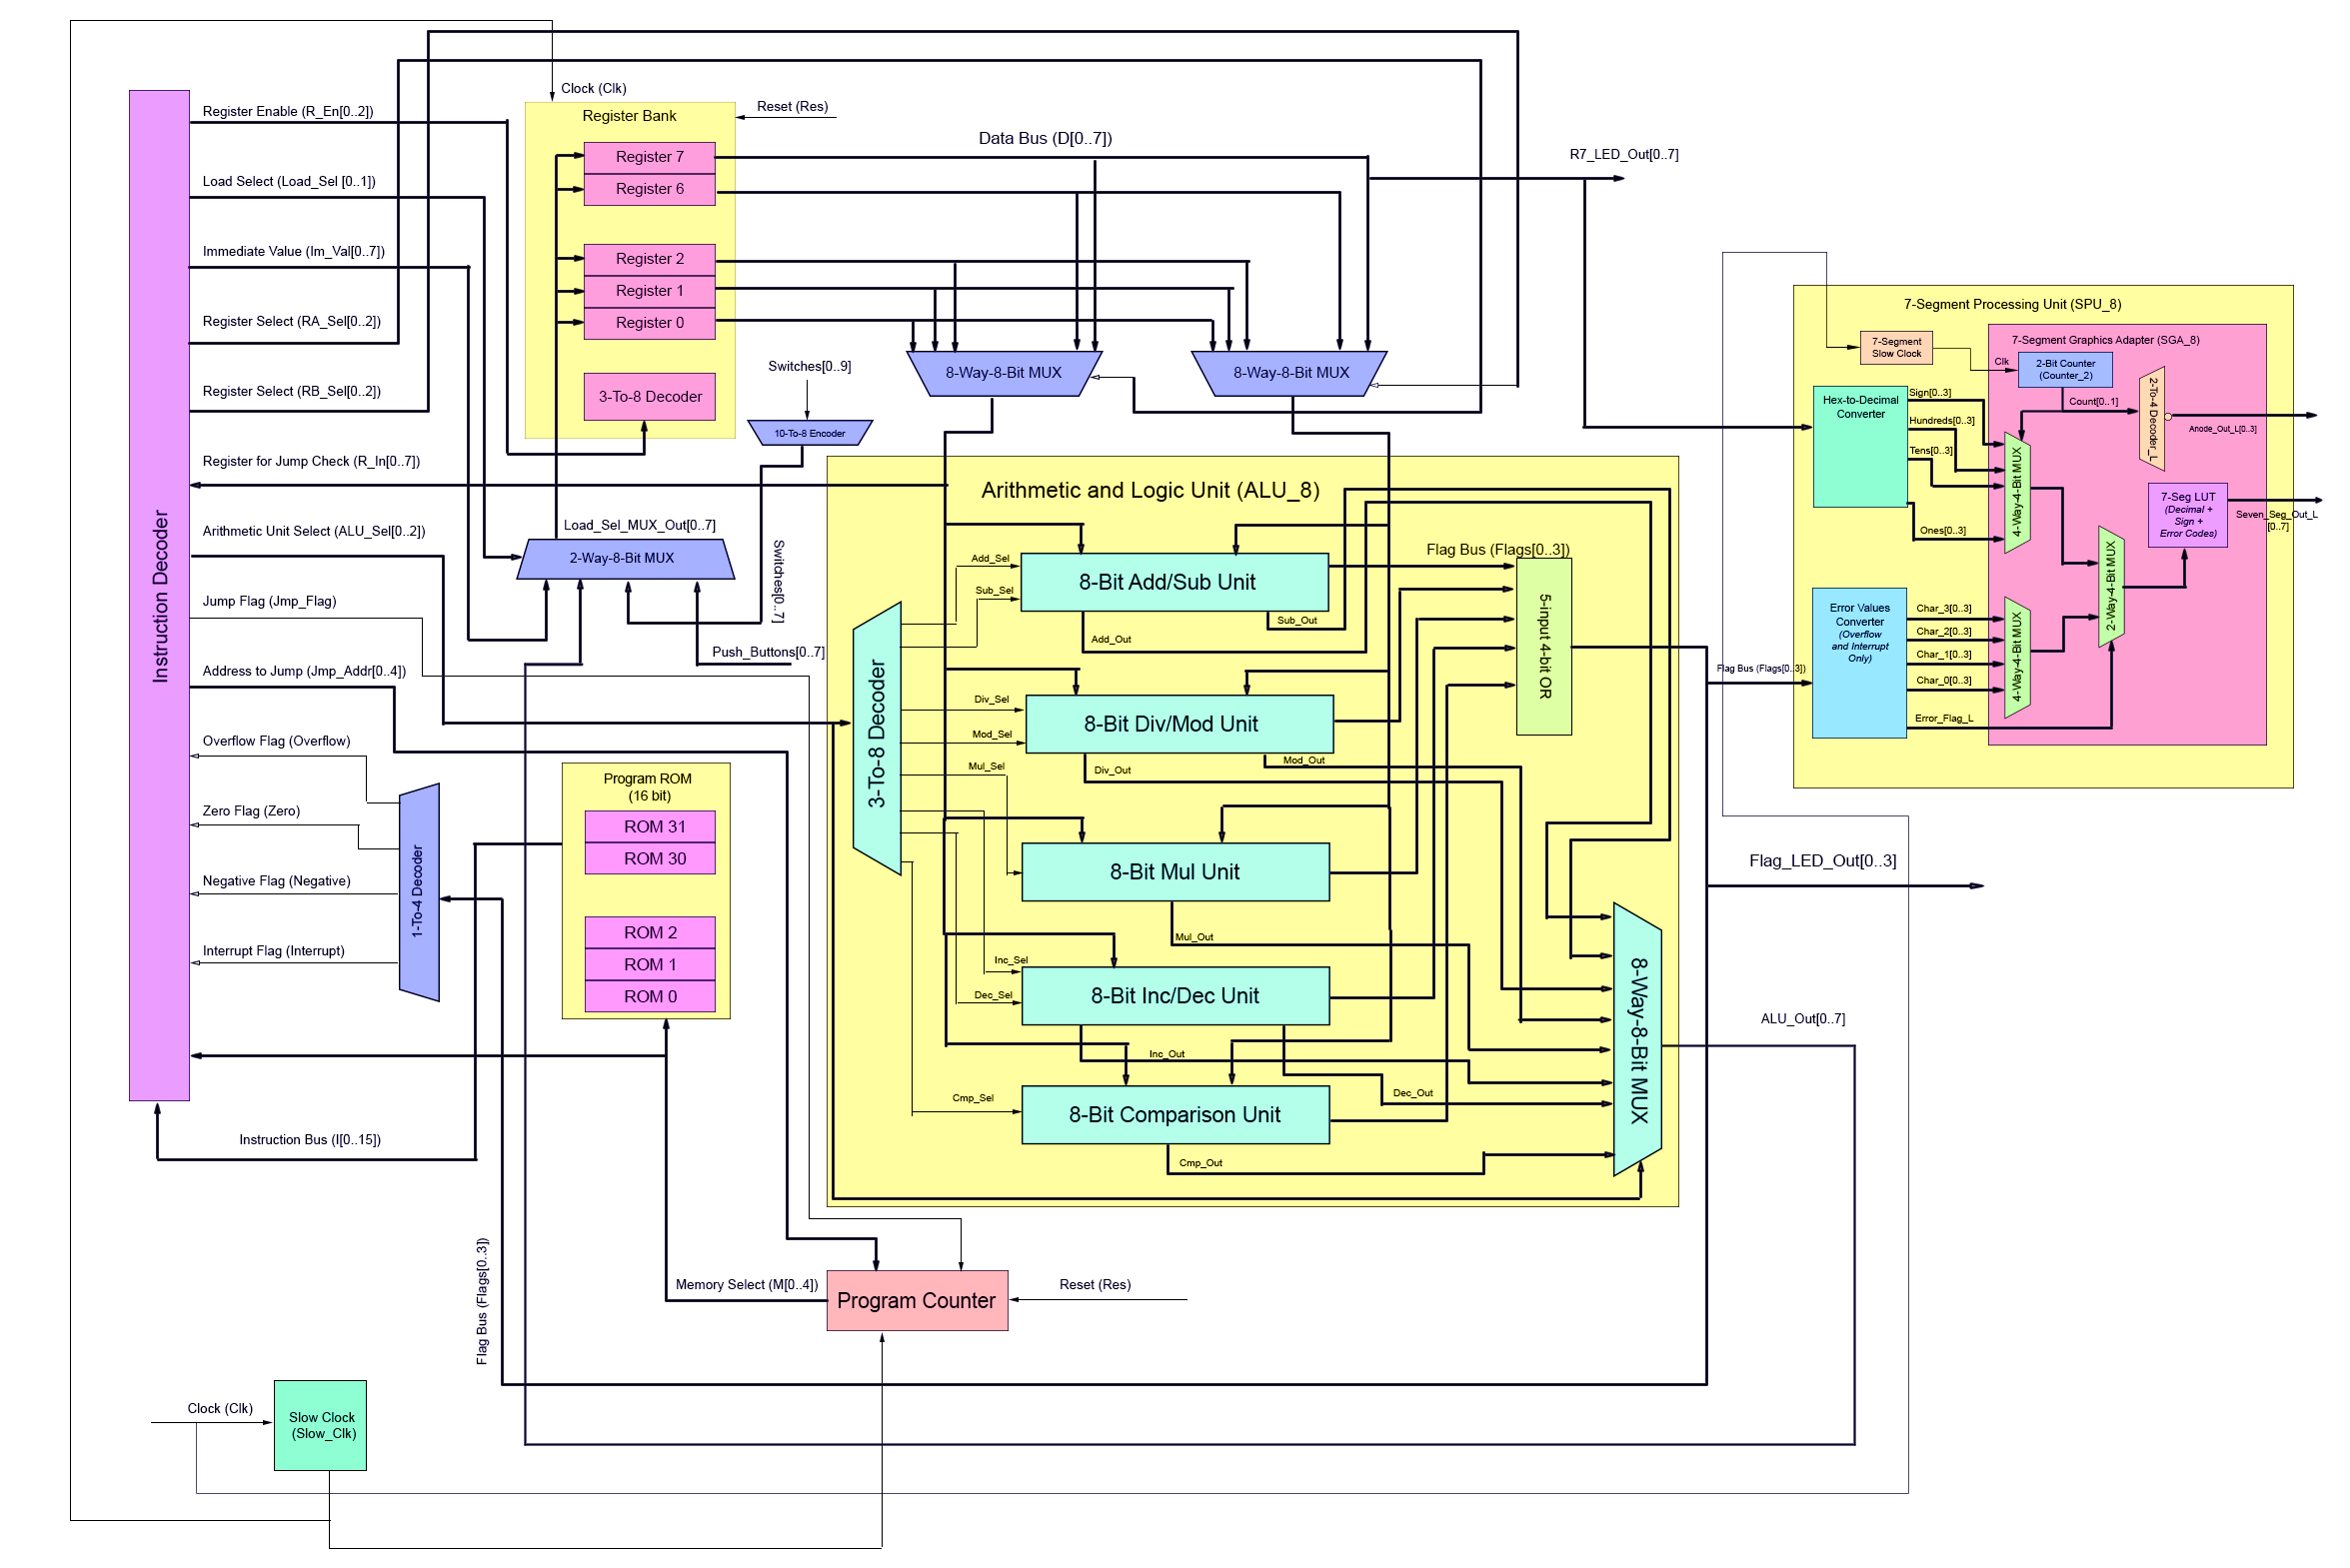 Clock (Clk)
Register Enable (R_En[0..2])
Load Select (Load_Sel [0..1])
Immediate Value (Im_Val[0..7])
Register Select (RA_Sel[0..2])
Register Select (RB_Sel[0..2])
Register for Jump Check (R_In[0..7])
Arithmetic Unit Select (ALU_Sel[0..2])
Jump Flag (Jmp_Flag)
Address to Jump (Jmp_Addr[0..4])
Overflow Flag (Overflow)
Zero Flag (Zero)
Negative Flag (Negative)
Interrupt Flag (Interrupt)
Instruction Decoder
1-To-4 Decoder
Instruction Bus (I[0..15])
Register Bank
Reset (Res)
Register 7
Register 6
Register 2
Register 1
Register 0
3-To-8 Decoder
Data Bus (D[0..7])
R7_LED_Out[0..7]
8-Way-8-Bit MUX
8-Way-8-Bit MUX
Switches[0..9]
10-To-8 Encoder
Load_Sel_MUX_Out[0..7]
2-Way-8-Bit MUX
Switches[0..7]
Push_Buttons[0..7]
Program ROM
(16 bit)
ROM 31
ROM 30
ROM 2
ROM 1
ROM 0
Arithmetic and Logic Unit (ALU_8)
3-To-8 Decoder
Add_Sel
Sub_Sel
8-Bit Add/Sub Unit
Add_Out
Sub_Out
Flag Bus (Flags[0..3])
5-input 4-bit OR
Div_Sel
Mod_Sel
8-Bit Div/Mod Unit
Div_Out
Mod_Out
Mul_Sel
8-Bit Mul Unit
Mul_Out
Inc_Sel
Dec_Sel
8-Bit Inc/Dec Unit
Inc_Out
Dec_Out
Cmp_Sel
8-Bit Comparison Unit
Cmp_Out
8-Way-8-Bit MUX
ALU_Out[0..7]
Flag_LED_Out[0..3]
7-Segment Processing Unit (SPU_8)
7-Segment
Slow Clock
7-Segment Graphics Adapter (SGA_8)
Clk
2-Bit Counter
(Counter_2)
Count[0..1]
2-To-4 Decoder_L
Anode_Out_L[0..3]
Hex-to-Decimal
Converter
Sign[0..3]
Hundreds[0..3]
Tens[0..3]
Ones[0..3]
4-Way-4-Bit MUX
7-Seg LUT
(Decimal +
Sign +
Error Codes)
Seven_Seg_Out_L
[0..7]
2-Way-4-Bit MUX
Flag Bus (Flags[0..3])
Error Values
Converter
(Overflow
and Interrupt
Only)
Char_3[0..3]
Char_2[0..3]
Char_1[0..3]
Char_0[0..3]
Error_Flag_L
4-Way-4-Bit MUX
Memory Select (M[0..4])
Program Counter
Reset (Res)
Flag Bus (Flags[0..3])
Clock (Clk)
Slow Clock
(Slow_Clk)